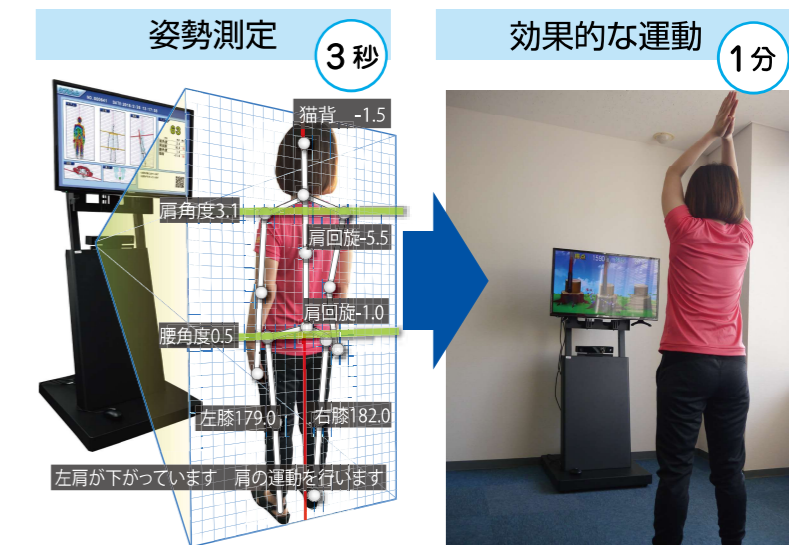 姿勢測定
3秒
効果的な運動
1分
猫背 -1.5
肩角度3.1
肩回旋-5.5
肩回旋-1.0
腰角度0.5
左膝179.0
右膝182.0
左肩が下がっています 肩の運動を行います
63